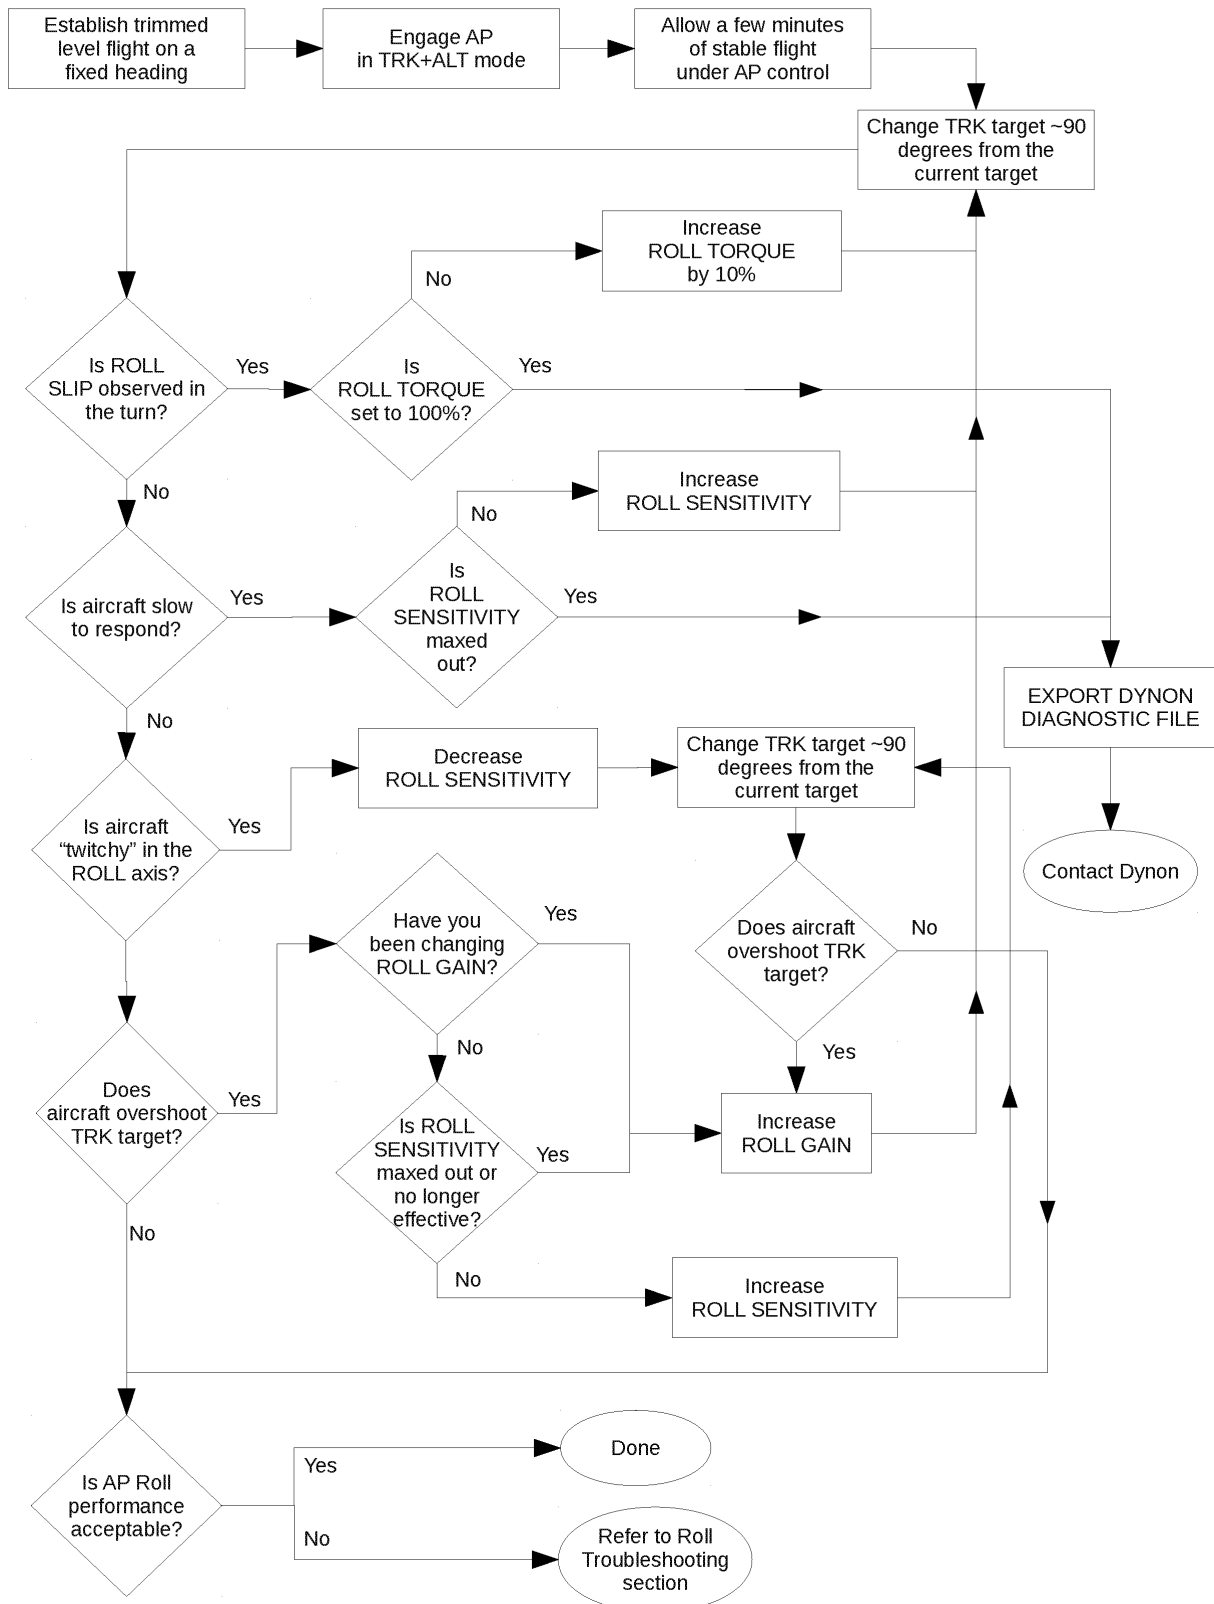 Establish trimmed
level flight on a
fixed heading
Engage AP
in TRK+ALT mode
Allow a few minutes
of stable flight
under AP control
Change TRK target ~90
degrees from the
current target
Increase
ROLL TORQUE
by 10%
No
Is ROLL
SLIP observed in
the turn?
Yes
Is
ROLL TORQUE
set to 100%?
Yes
No
Increase
ROLL SENSITIVITY
No
Is aircraft slow
to respond?
Yes
Is
ROLL
SENSITIVITY
maxed
out?
Yes
EXPORT DYNON
DIAGNOSTIC FILE
Contact Dynon
No
Is aircraft
“twitchy” in the
ROLL axis?
Yes
Decrease
ROLL SENSITIVITY
Change TRK target ~90
degrees from the
current target
Does aircraft
overshoot TRK
target?
No
Yes
Have you
been changing
ROLL GAIN?
Yes
No
Does
aircraft overshoot
TRK target?
Yes
Is ROLL
SENSITIVITY
maxed out or
no longer
effective?
Yes
Increase
ROLL GAIN
No
No
Increase
ROLL SENSITIVITY
Is AP Roll
performance
acceptable?
Yes
Done
No
Refer to Roll
Troubleshooting
section